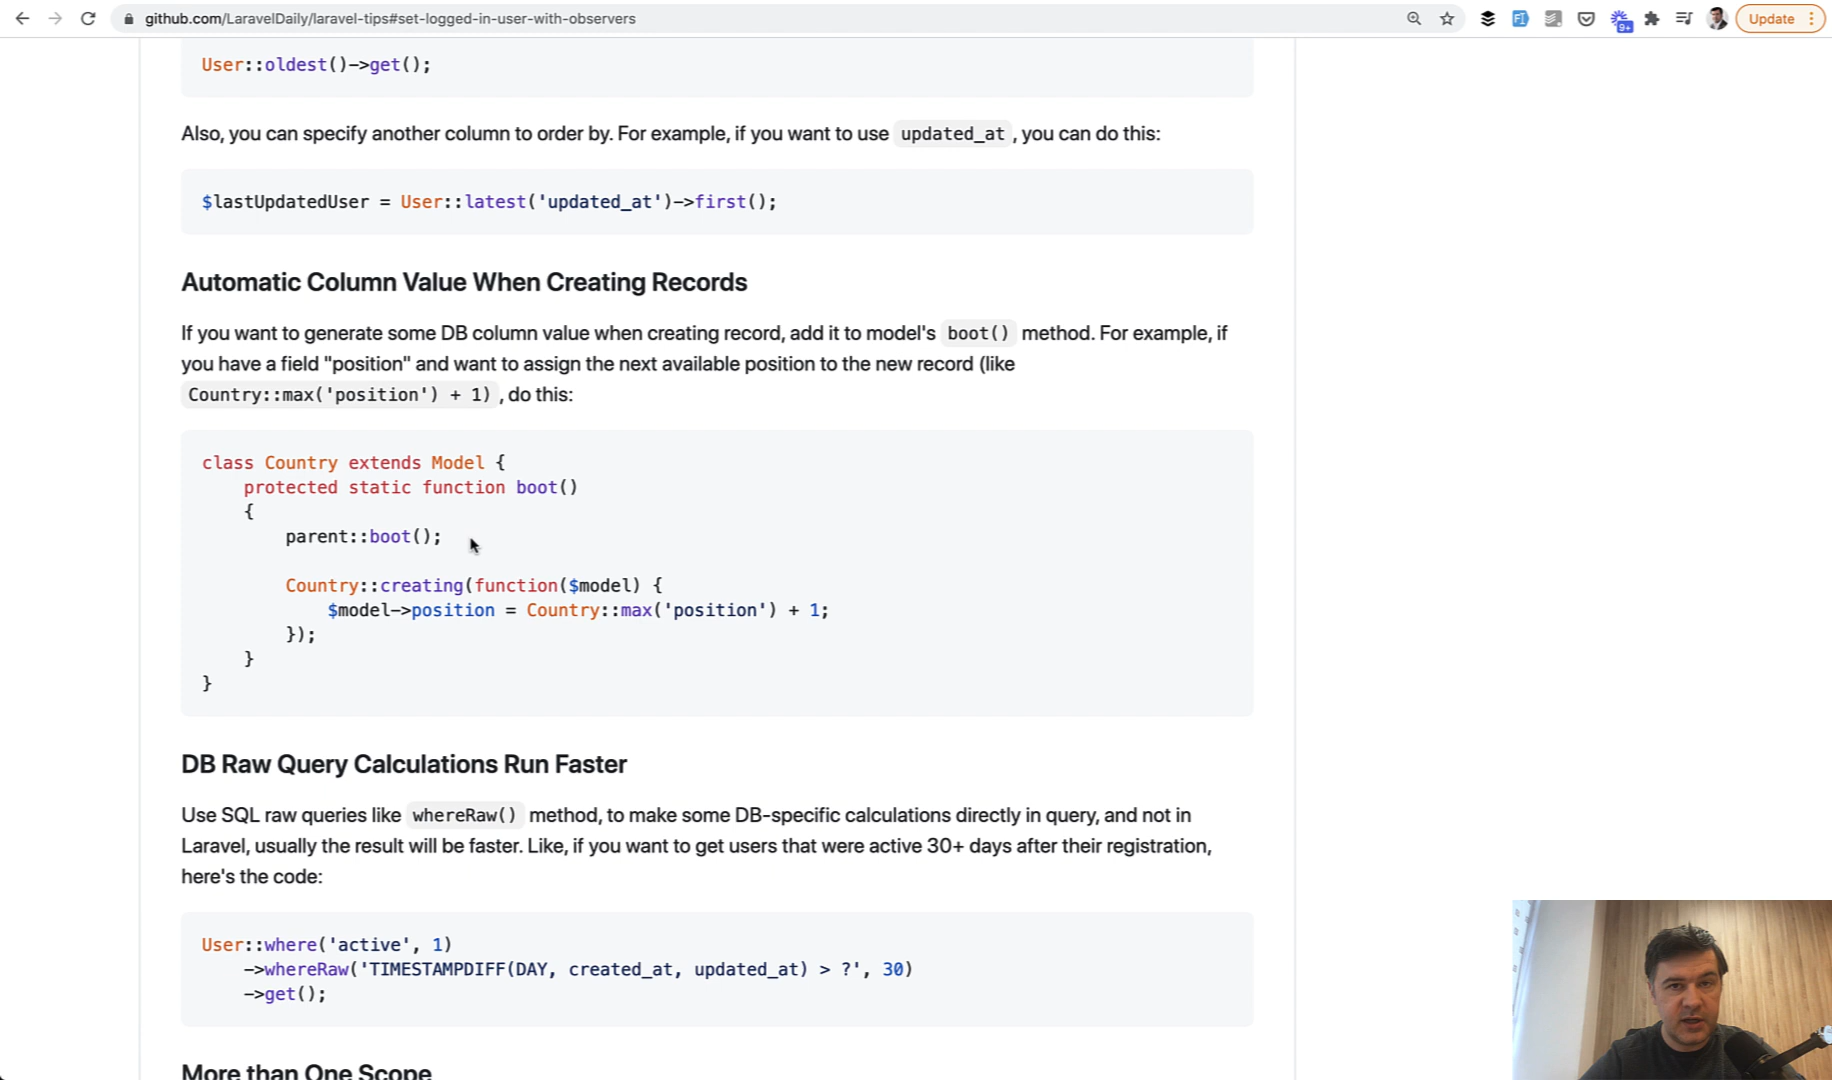 github.com/LaravelDaily/laravel-tips#set-logged-in-user-with-observers
9+
Update
User::oldest()->get();
Also, you can specify another column to order by. For example, if you want to use updated_at, you can do this:
$lastUpdatedUser = User::latest('updated_at')->first();
Automatic Column Value When Creating Records
If you want to generate some DB column value when creating record, add it to model's boot() method. For example, if
you have a field "position" and want to assign the next available position to the new record (like
Country::max('position') + 1), do this:
class Country extends Model {
    protected static function boot()
    {
        parent::boot();
        Country::creating(function($model) {
            $model->position = Country::max('position') + 1;
        });
    }
}
DB Raw Query Calculations Run Faster
Use SQL raw queries like whereRaw() method, to make some DB-specific calculations directly in query, and not in
Laravel, usually the result will be faster. Like, if you want to get users that were active 30+ days after their registration,
here's the code:
User::where('active', 1)
    ->whereRaw('TIMESTAMPDIFF(DAY, created_at, updated_at) > ?', 30)
    ->get();
More than One Scope